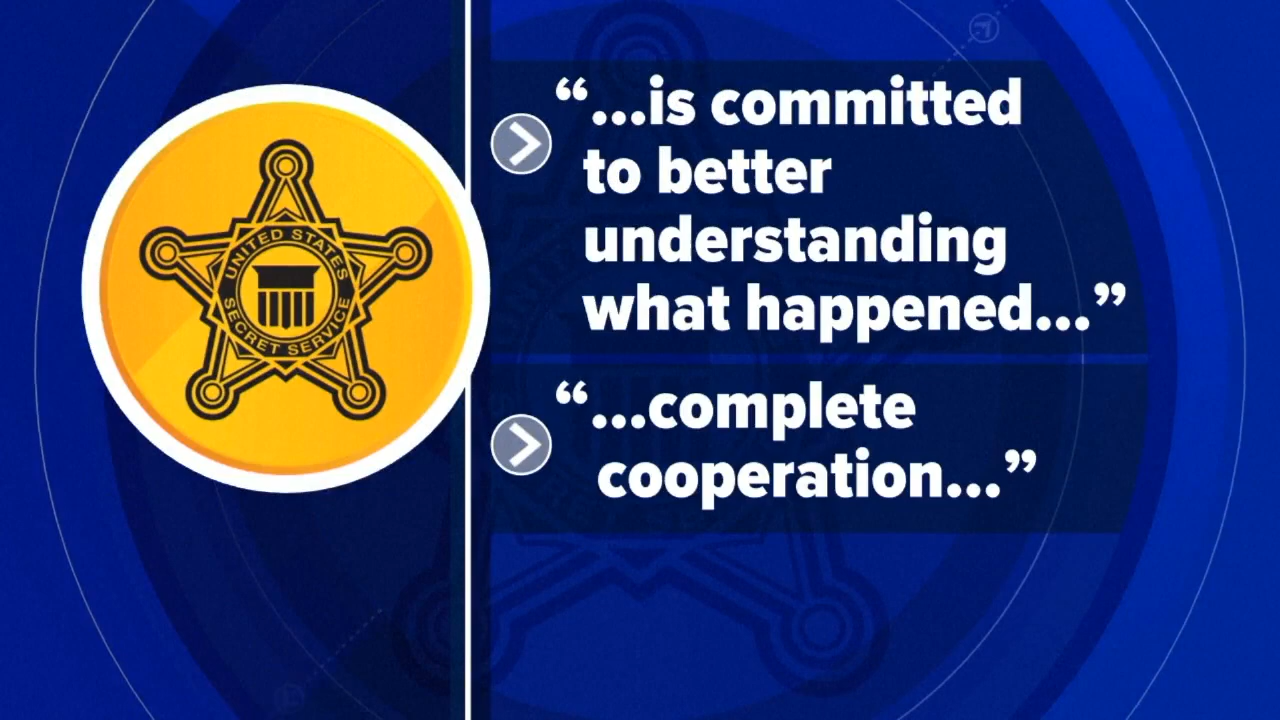 UNITED STATES
SECRET SERVICE
“...is committed
to better
understanding
what happened...”
“...complete
cooperation...”